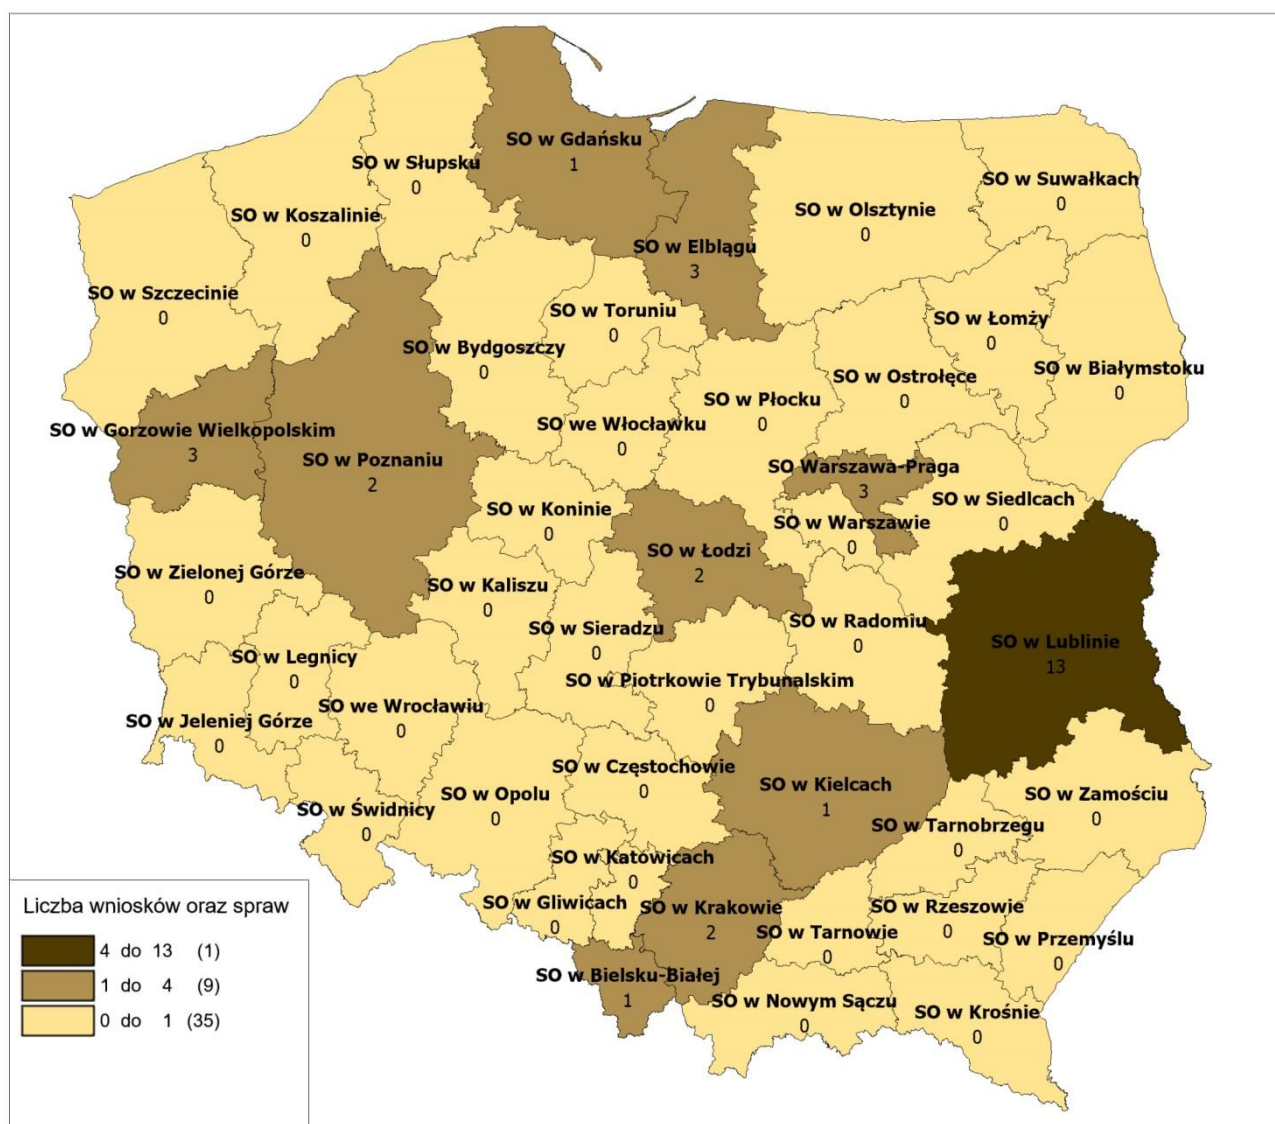 SO w Gdańsku
1
SO w Słupsku
0
SO w Suwałkach
0
SO w Koszalinie
0
SO w Olsztynie
0
SO w Elblągu
3
SO w Szczecinie
0
SO w Toruniu
0
SO w Łomży
0
SO w Bydgoszczy
0
SO w Białymstoku
0
SO w Ostrołęce
0
SO w Płocku
0
SO we Włocławku
0
SO w Gorzowie Wielkopolskim
3
SO w Poznaniu
2
SO Warszawa-Praga
3
SO w Siedlcach
0
SO w Koninie
0
SO w Warszawie
0
SO w Łodzi
2
SO w Zielonej Górze
0
SO w Kaliszu
0
SO w Radomiu
0
SO w Sieradzu
0
SO w Lublinie
13
SO w Legnicy
0
SO w Piotrkowie Trybunalskim
0
SO we Wrocławiu
0
SO w Jeleniej Górze
0
SO w Częstochowie
0
SO w Kielcach
1
SO w Opolu
0
SO w Zamościu
0
SO w Świdnicy
0
SO w Tarnobrzegu
0
SO w Katowicach
0
SO w Gliwicach
0
SO w Krakowie
2
SO w Rzeszowie
0
SO w Tarnowie
0
SO w Przemyślu
0
SO w Bielsku-Białej
1
SO w Nowym Sączu
0
SO w Krośnie
0
Liczba wniosków oraz spraw
4 do 13 (1)
1 do 4 (9)
0 do 1 (35)